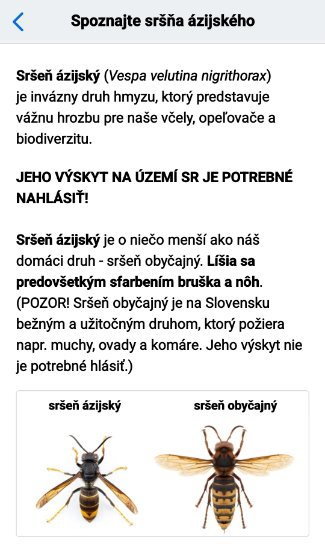 Spoznajte sršňa ázijského
Sršeň ázijský (Vespa velutina nigrithorax)
je invázny druh hmyzu, ktorý predstavuje
vážnu hrozbu pre naše včely, opeľovače a
biodiverzitu.
JEHO VÝSKYT NA ÚZEMÍ SR JE POTREBNÉ
NAHLÁSIŤ!
Sršeň ázijský je o niečo menší ako náš
domáci druh - sršeň obyčajný. Líšia sa
predovšetkým sfarbením bruška a nôh.
(POZOR! Sršeň obyčajný je na Slovensku
bežným a užitočným druhom, ktorý požiera
napr. muchy, ovady a komáre. Jeho výskyt nie
je potrebné hlásiť.)
sršeň ázijský sršeň obyčajný